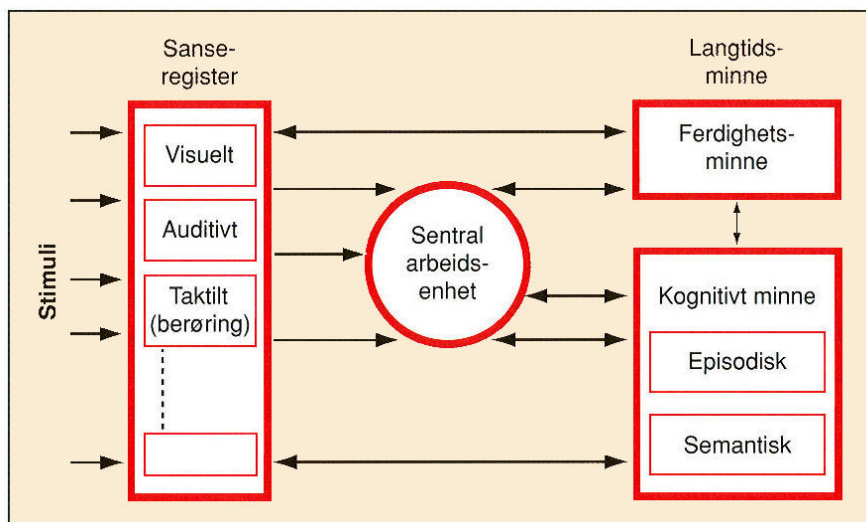 Sanse-
register
Langtids-
minne
Stimuli
Visuelt
Auditivt
Taktilt
(berøring)
Sentral
arbeids-
enhet
Ferdighets-
minne
Kognitivt minne
Episodisk
Semantisk